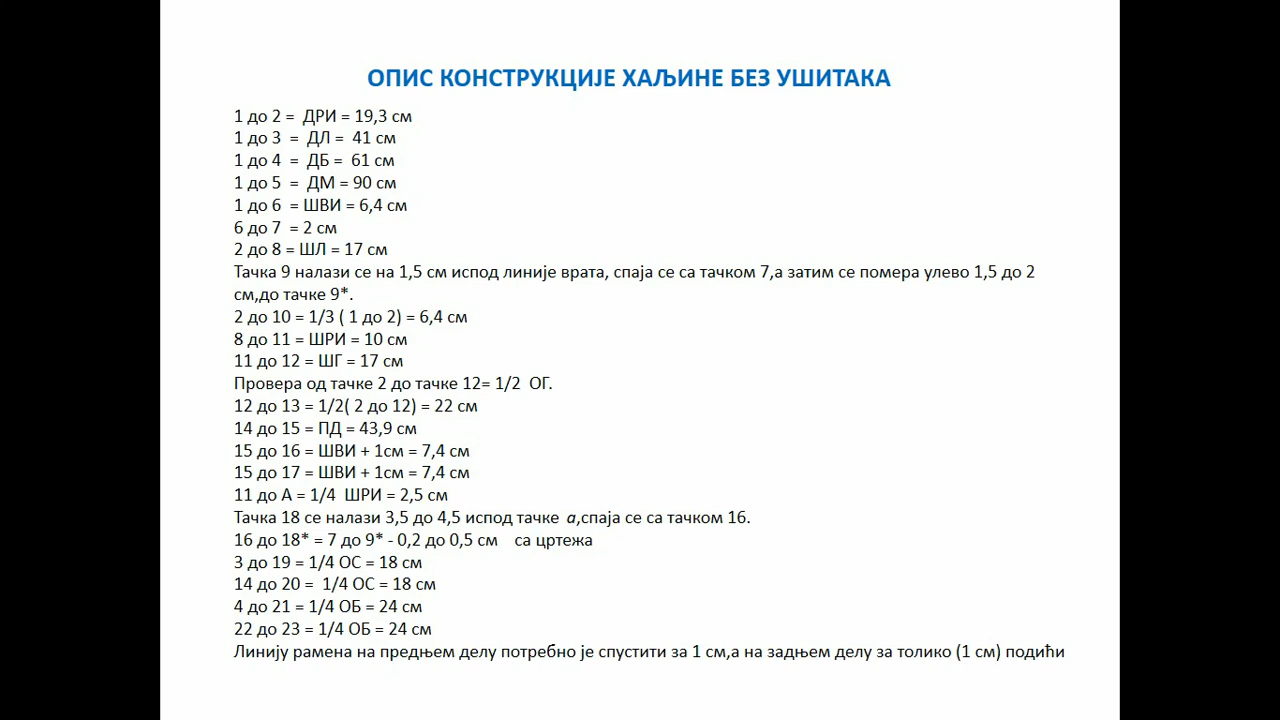 ОПИС КОНСТРУКЦИЈЕ ХАЉИНЕ БЕЗ УШИТАКА
1 до 2 = ДРИ = 19,3 см
1 до 3 = ДЛ = 41 см
1 до 4 = ДБ = 61 см
1 до 5 = ДМ = 90 см
1 до 6 = ШВИ = 6,4 см
6 до 7 = 2 см
2 до 8 = ШЛ = 17 см
Тачка 9 налази се на 1,5 см испод линије врата, спаја се са тачком 7,а затим се помера улево 1,5 до 2
см,до тачке 9*.
2 до 10 = 1/3 ( 1 до 2) = 6,4 см
8 до 11 = ШРИ = 10 см
11 до 12 = ШГ = 17 см
Провера од тачке 2 до тачке 12= 1/2 ОГ.
12 до 13 = 1/2( 2 до 12) = 22 см
14 до 15 = ПД = 43,9 см
15 до 16 = ШВИ + 1см = 7,4 см
15 до 17 = ШВИ + 1см = 7,4 см
11 до А = 1/4 ШРИ = 2,5 см
Тачка 18 се налази 3,5 до 4,5 испод тачке а,спаја се са тачком 16.
16 до 18* = 7 до 9* - 0,2 до 0,5 см са цртежа
3 до 19 = 1/4 ОС = 18 см
14 до 20 = 1/4 ОС = 18 см
4 до 21 = 1/4 ОБ = 24 см
22 до 23 = 1/4 ОБ = 24 см
Линију рамена на предњем делу потребно је спустити за 1 см,а на задњем делу за толико (1 см) подићи